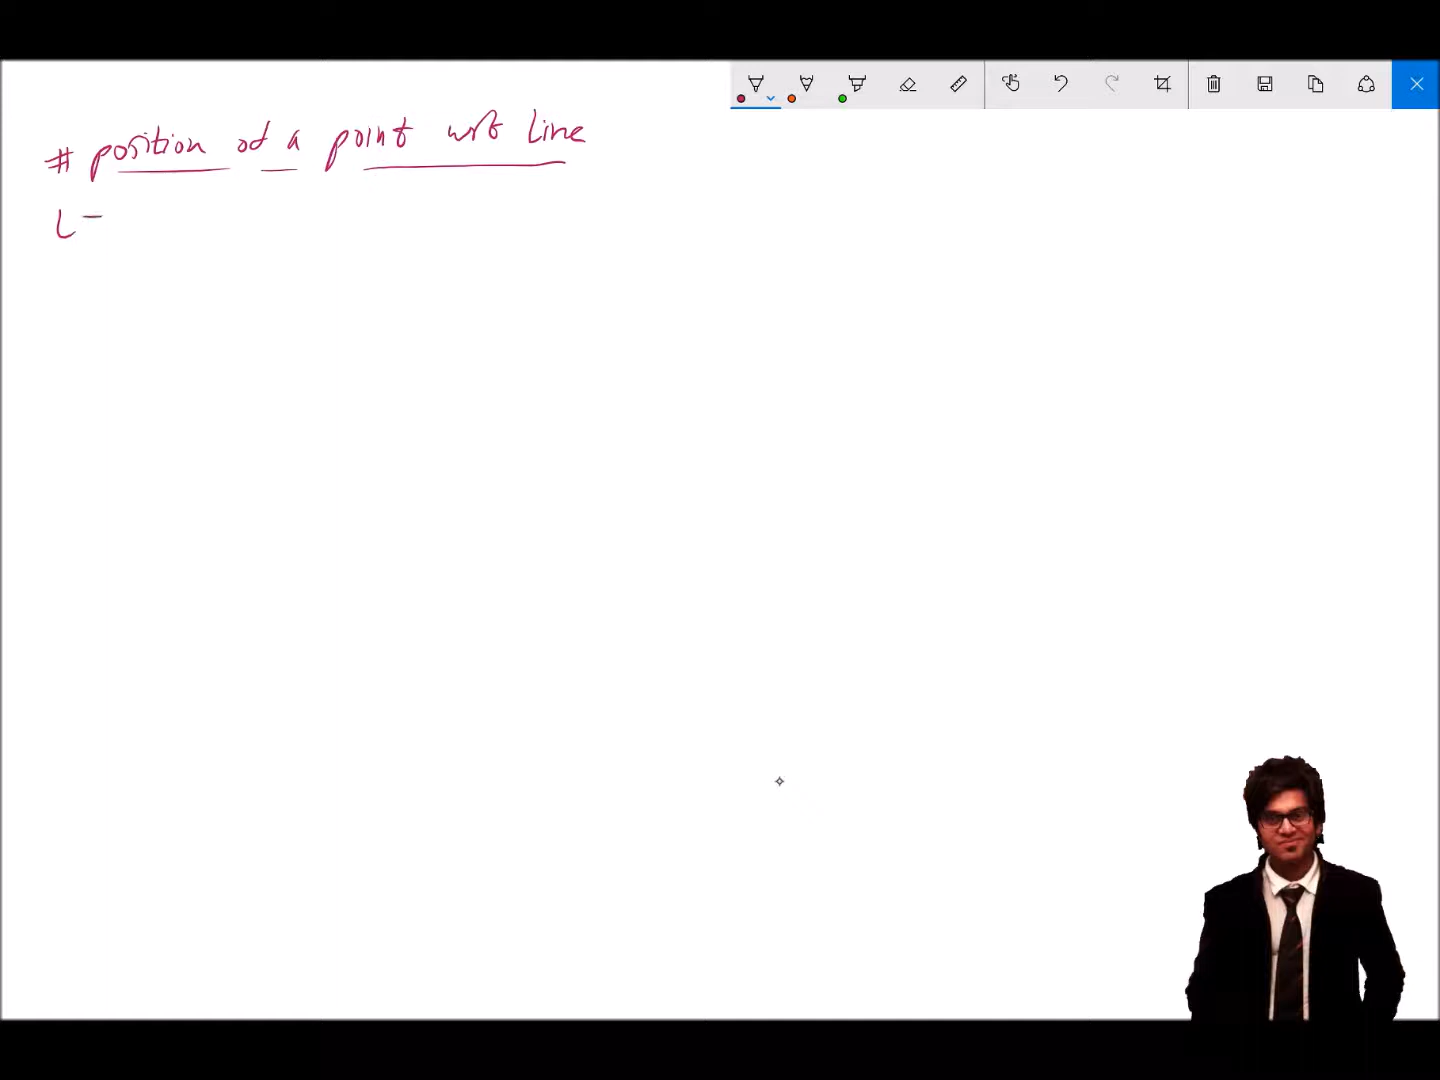 # position of a point wrt Line
L =